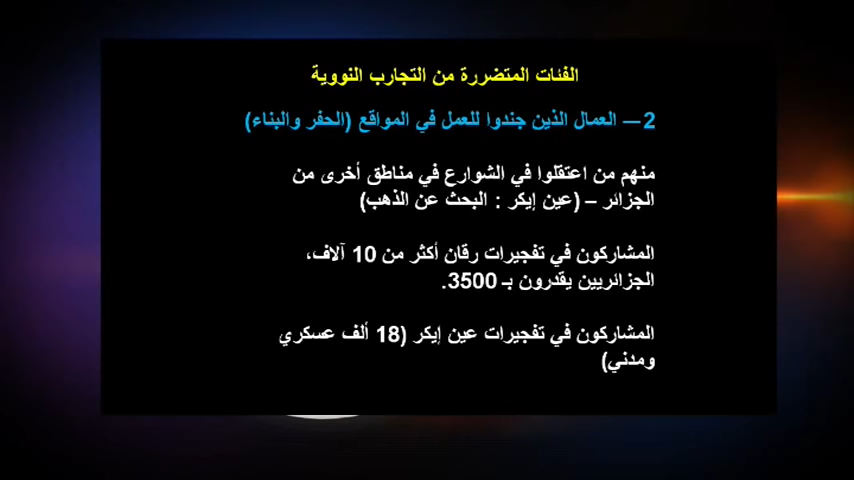 الفئات المتضررة من التجارب النووية
2— العمال الذين جندوا للعمل في المواقع (الحفر والبناء)
منهم من اعتقلوا في الشوارع في مناطق أخرى من
الجزائر – (عين إيكر : البحث عن الذهب)
المشاركون في تفجيرات رقان أكثر من 10 آلاف،
الجزائريين يقدرون بـ 3500.
المشاركون في تفجيرات عين إيكر (18 ألف عسكري
ومدني)